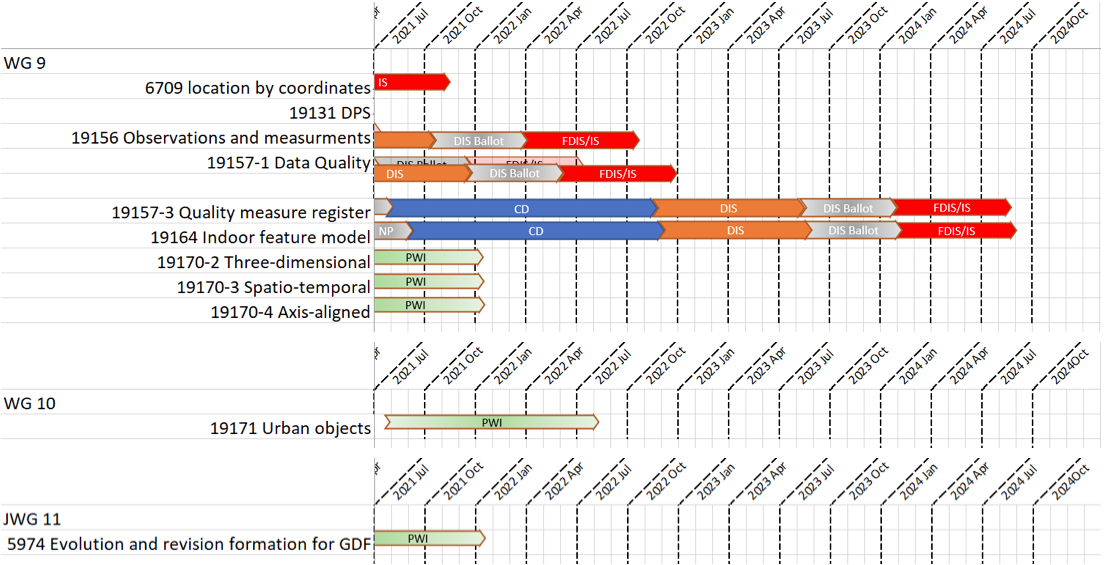 pr 2021 Jul 2021 Oct 2022 Jan 2022 Apr 2022 Jul 2022 Oct 2023 Jan 2023 Apr 2023 Jul 2023 Oct 2024 Jan 2024 Apr 2024 Jul 2024Oct
WG 9
6709 location by coordinates IS
19131 DPS
19156 Observations and measurments DIS Ballot FDIS/IS
19157-1 Data Quality DIS Ballot FDIS/IS
DIS DIS Ballot FDIS/IS
19157-3 Quality measure register CD DIS DIS Ballot FDIS/IS
19164 Indoor feature model NP CD DIS DIS Ballot FDIS/IS
19170-2 Three-dimensional PWI
19170-3 Spatio-temporal PWI
19170-4 Axis-aligned PWI
pr 2021 Jul 2021 Oct 2022 Jan 2022 Apr 2022 Jul 2022 Oct 2023 Jan 2023 Apr 2023 Jul 2023 Oct 2024 Jan 2024 Apr 2024 Jul 2024Oct
WG 10
19171 Urban objects PWI
pr 2021 Jul 2021 Oct 2022 Jan 2022 Apr 2022 Jul 2022 Oct 2023 Jan 2023 Apr 2023 Jul 2023 Oct 2024 Jan 2024 Apr 2024 Jul 2024Oct
JWG 11
5974 Evolution and revision formation for GDF PWI